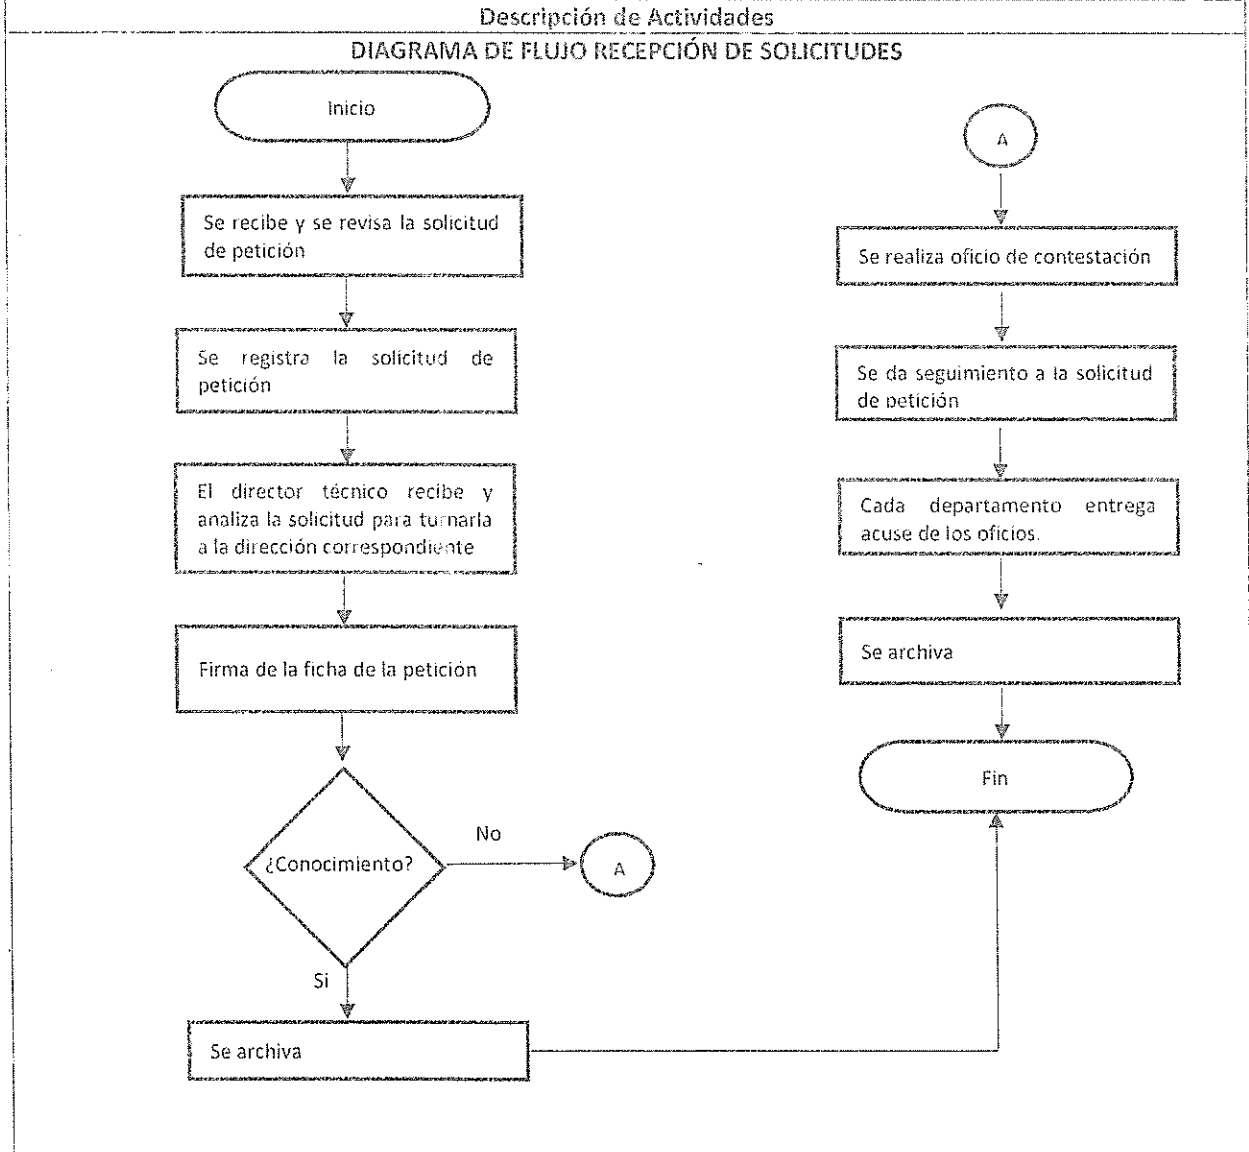 Descripción de Actividades
DIAGRAMA DE FLUJO RECEPCIÓN DE SOLICITUDES
Inicio
Se recibe y se revisa la solicitud
de petición
Se registra la solicitud de
petición
El director técnico recibe y
analiza la solicitud para turnarla
a la dirección correspondiente
Firma de la ficha de la petición
¿Conocimiento?
No
A
Si
Se archiva
A
Se realiza oficio de contestación
Se da seguimiento a la solicitud
de petición
Cada departamento entrega
acuse de los oficios.
Se archiva
Fin